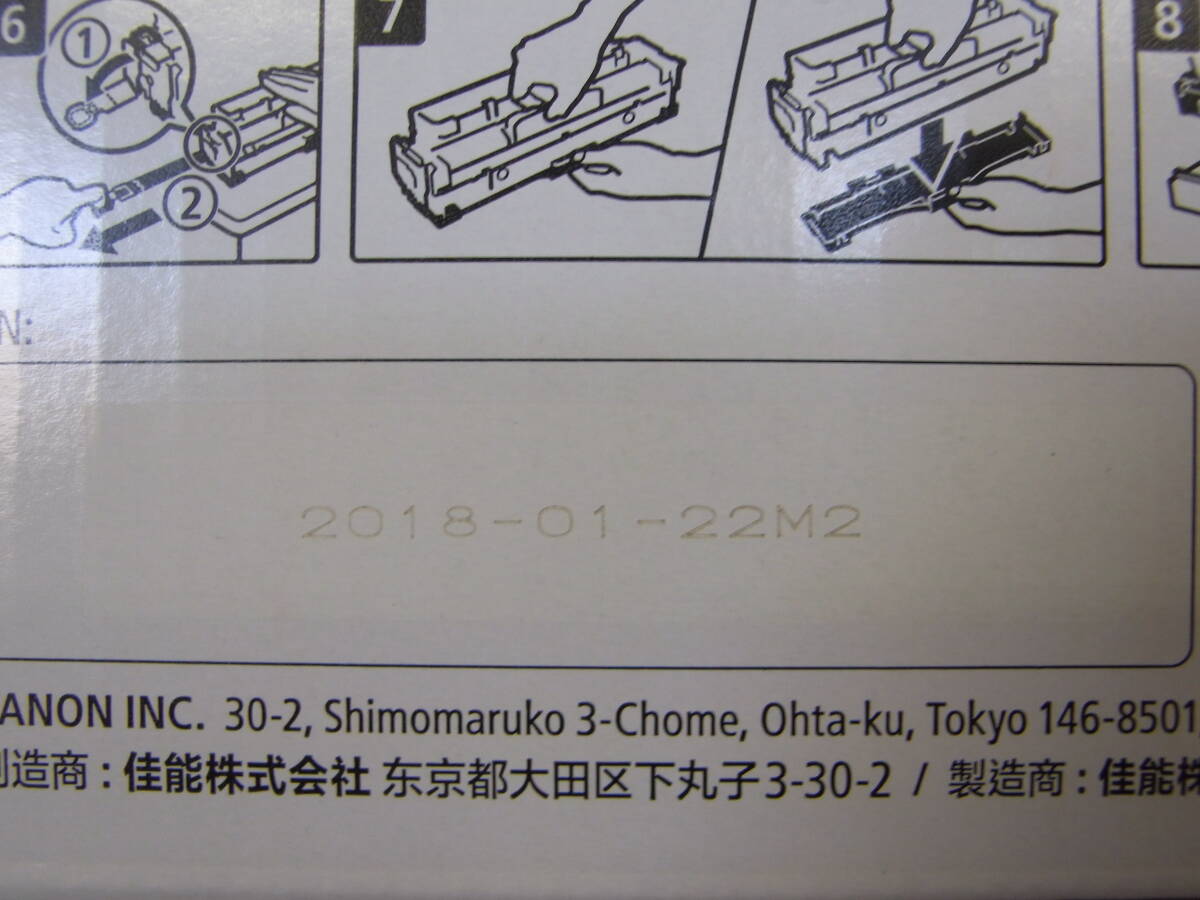 6
1
2
7
8
N:
2018-01-22M2
ANON INC. 30-2, Shimomaruko 3-Chome, Ohta-ku, Tokyo 146-8501
造商 : 佳能株式会社 东京都大田区下丸子3-30-2 / 製造商 : 佳能株